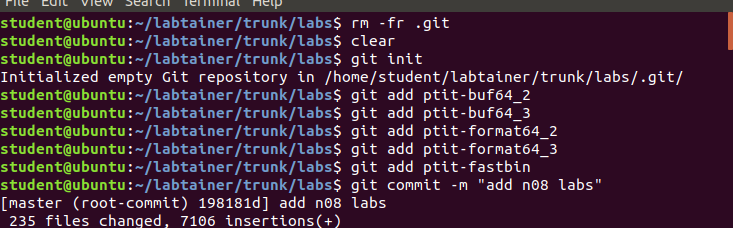 File Edit View Search Terminal Help
student@ubuntu:~/labtainer/trunk/labs$ rm -fr .git
student@ubuntu:~/labtainer/trunk/labs$ clear
student@ubuntu:~/labtainer/trunk/labs$ git init
Initialized empty Git repository in /home/student/labtainer/trunk/labs/.git/
student@ubuntu:~/labtainer/trunk/labs$ git add ptit-buf64_2
student@ubuntu:~/labtainer/trunk/labs$ git add ptit-buf64_3
student@ubuntu:~/labtainer/trunk/labs$ git add ptit-format64_2
student@ubuntu:~/labtainer/trunk/labs$ git add ptit-format64_3
student@ubuntu:~/labtainer/trunk/labs$ git add ptit-fastbin
student@ubuntu:~/labtainer/trunk/labs$ git commit -m "add n08 labs"
[master (root-commit) 198181d] add n08 labs
 235 files changed, 7106 insertions(+)